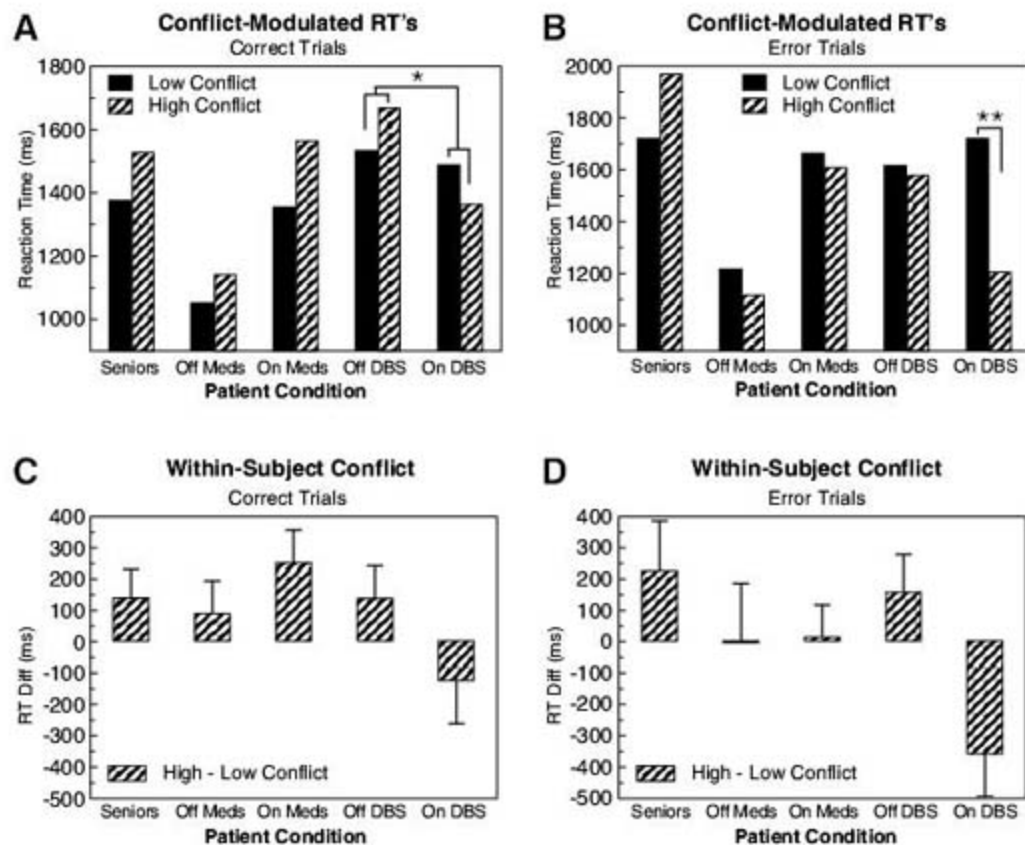 A
Conflict-Modulated RT's
Correct Trials
1800
1600
1400
1200
1000
Reaction Time (ms)
Low Conflict
High Conflict
*
Seniors Off Meds On Meds Off DBS On DBS
Patient Condition
B
Conflict-Modulated RT's
Error Trials
2000
1800
1600
1400
1200
1000
Reaction Time (ms)
Low Conflict
High Conflict
**
Seniors Off Meds On Meds Off DBS On DBS
Patient Condition
C
Within-Subject Conflict
Correct Trials
400
300
200
100
0
-100
-200
-300
-400
-500
RT Diff (ms)
High - Low Conflict
Seniors Off Meds On Meds Off DBS On DBS
Patient Condition
D
Within-Subject Conflict
Error Trials
400
300
200
100
0
-100
-200
-300
-400
-500
RT Diff (ms)
High - Low Conflict
Seniors Off Meds On Meds Off DBS On DBS
Patient Condition